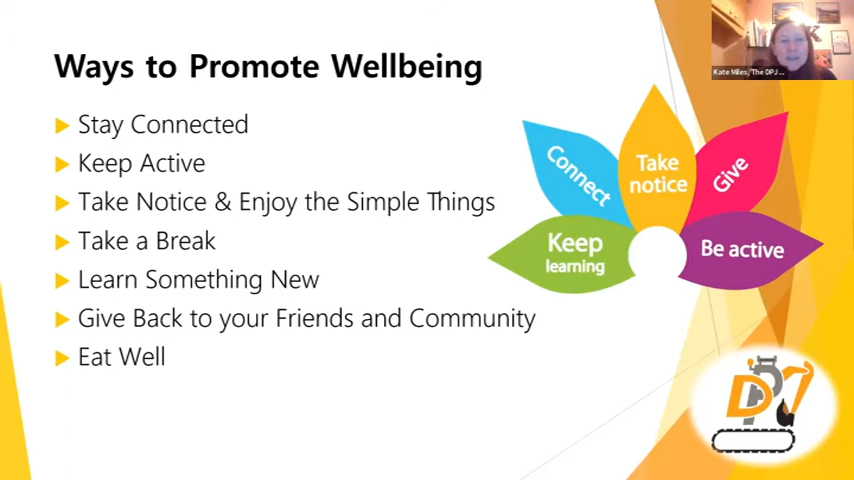 Ways to Promote Wellbeing
Stay Connected
Keep Active
Take Notice & Enjoy the Simple Things
Take a Break
Learn Something New
Give Back to your Friends and Community
Eat Well
Connect
Take
notice
Give
Keep
learning
Be active
DPJ
Kate Miles, The DPJ ...